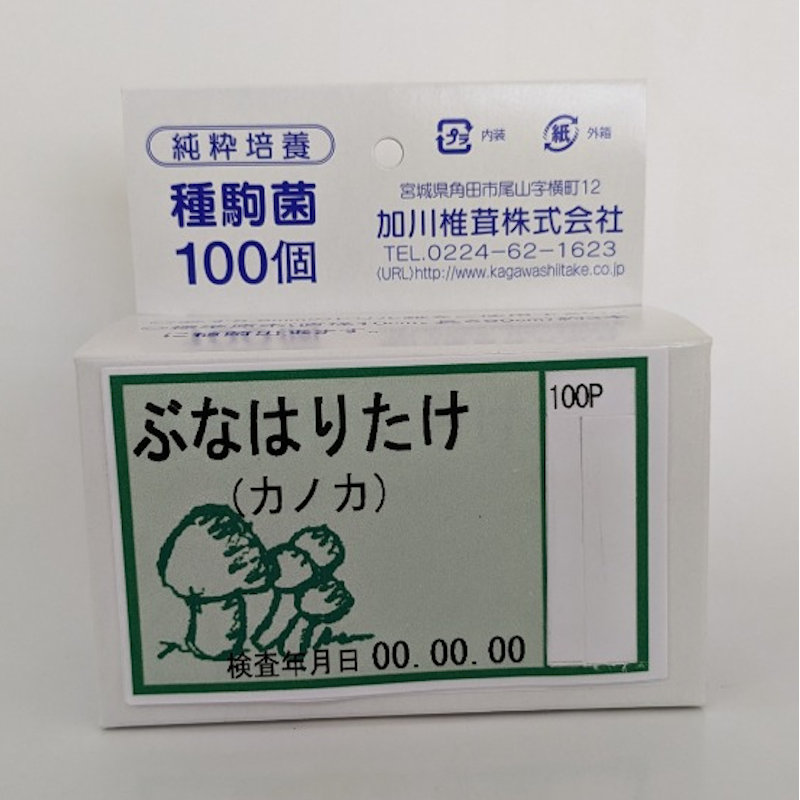 純粋培養
種駒菌
100個
プラ 内装
紙 外箱
宮城県角田市尾山字横町12
加川椎茸株式会社
TEL.0224-62-1623
(URL)http://www.kagawashiitake.co.jp
ぶなはりたけ
(カノカ)
100P
検査年月日 00.00.00